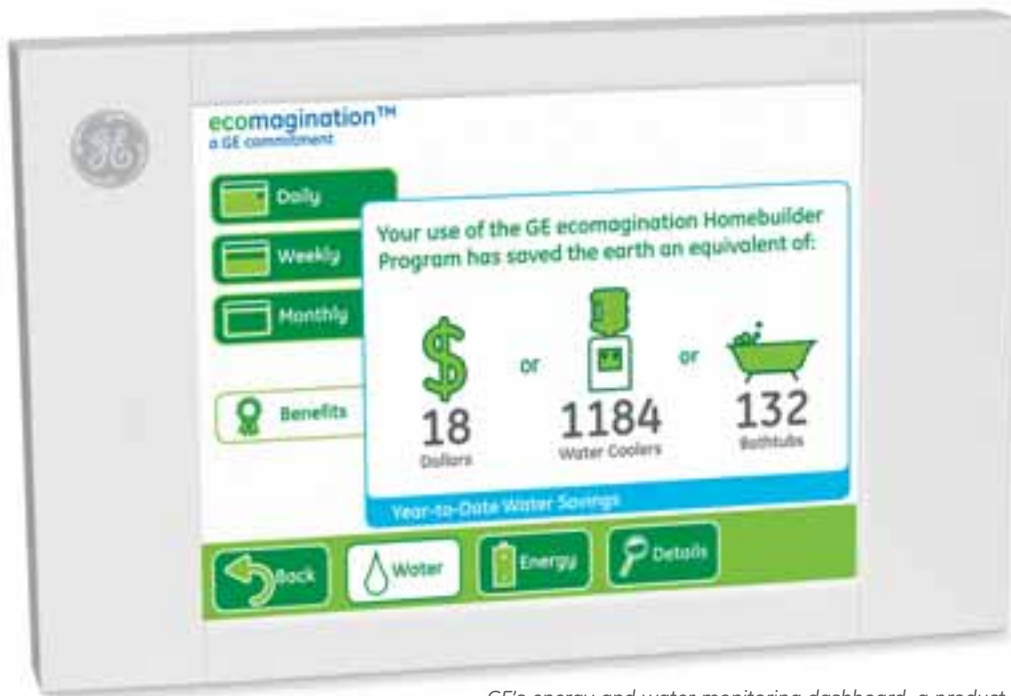 GE
ecomagination™
a GE commitment
Daily
Weekly
Monthly
Benefits
Your use of the GE ecomagination Homebuilder
Program has saved the earth an equivalent of:
$ or or
18 1184 132
Dollars Water Coolers Bathtubs
Year-to-Date Water Savings
Back Water Energy Details
GE's energy and water monitoring dashboard, a product